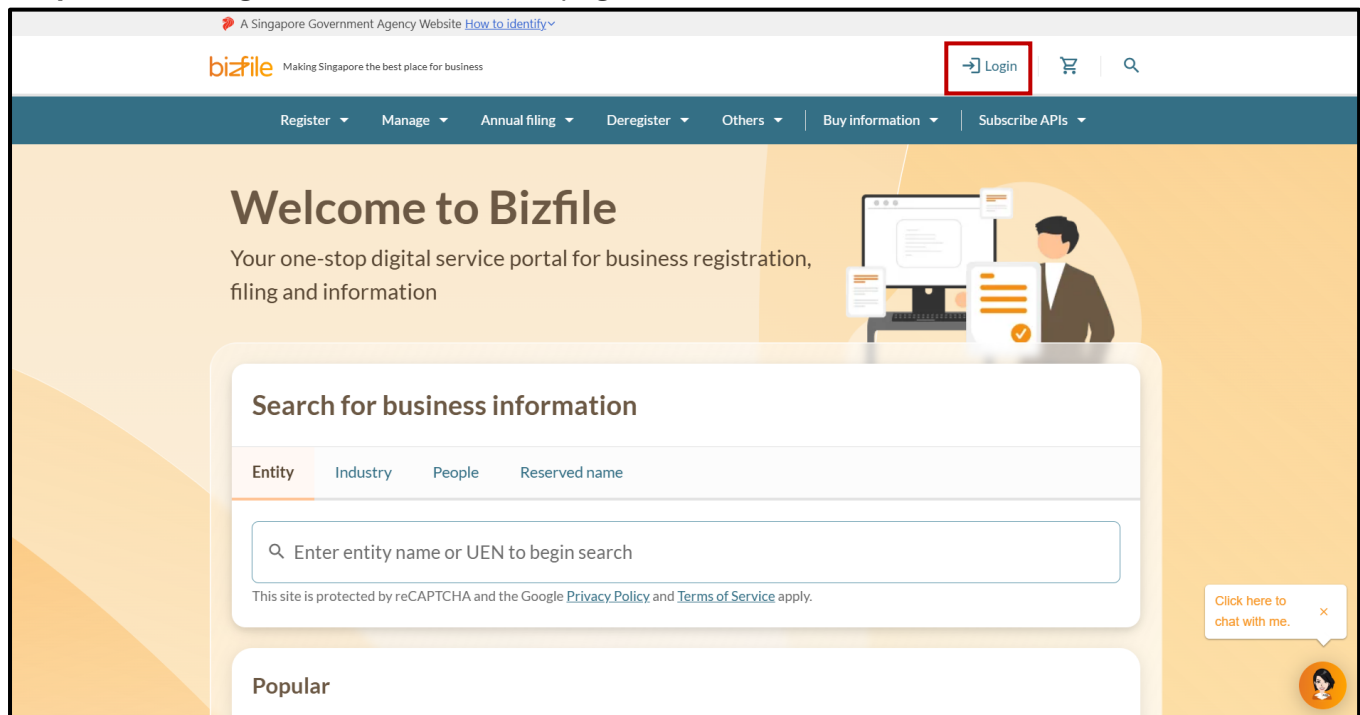 A Singapore Government Agency Website How to identify
bizfile Making Singapore the best place for business
Login
Register Manage Annual filing Deregister Others Buy information Subscribe APIs
Welcome to Bizfile
Your one-stop digital service portal for business registration,
filing and information
Search for business information
Entity Industry People Reserved name
Enter entity name or UEN to begin search
This site is protected by reCAPTCHA and the Google Privacy Policy and Terms of Service apply.
Click here to
chat with me.
Popular